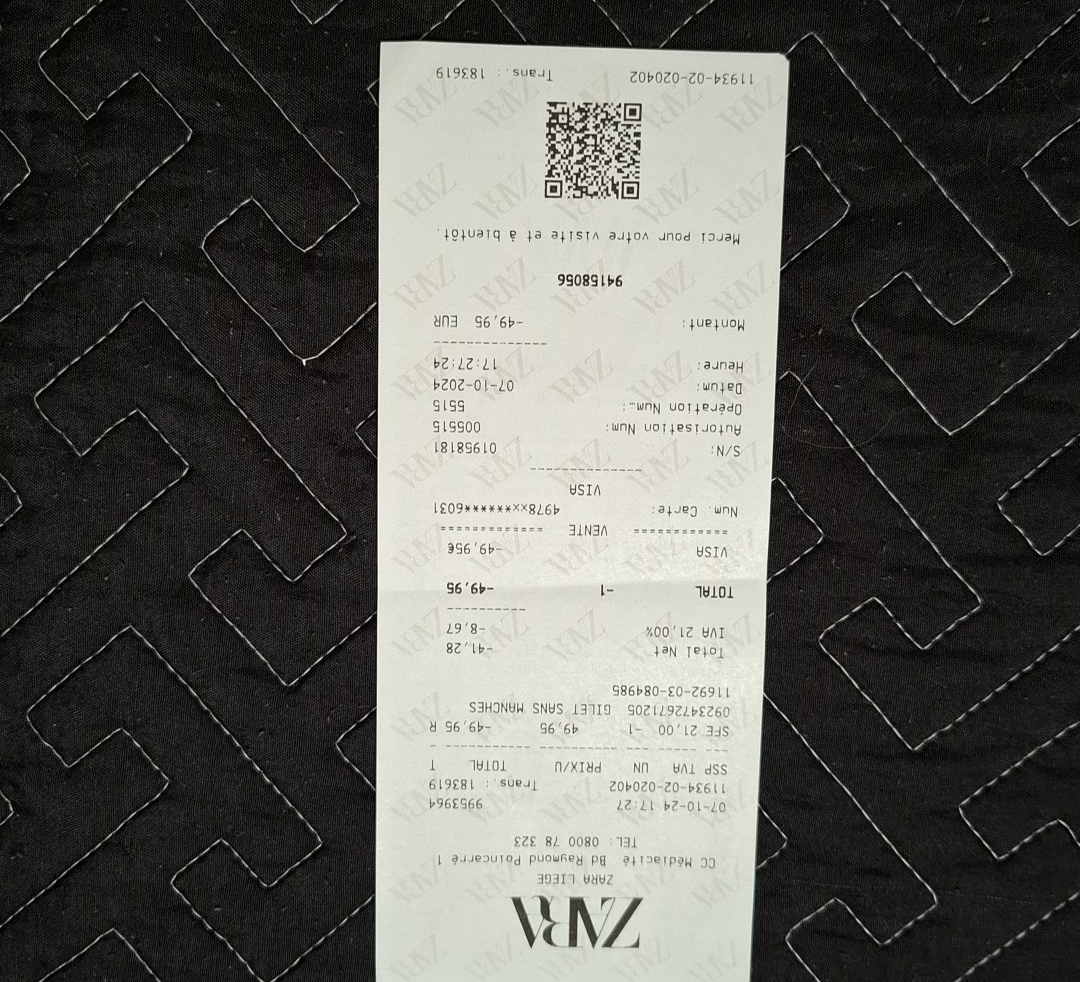 ZARA
ZARA LIEGE
CC Médiacité Bd Raymond Poincarré 1
TEL: 0800 78 323
07-10-24 17:27 9953964
11934-02-020402 Trans.: 183619
SSP TVA UN PRIX/U TOTAL T
SFE 21,00 -1 49,95 -49,95 R
09234726671205 GILET SANS MANCHES
11692-03-084985
Total Net -41,28
IVA 21,00% -8,67
TOTAL -1 -49,95
VISA -49,95€
============ VENTE ============
Num. Carte: 4978xx******6031
VISA
S/N: 01958181
Autorisation Num: 005515
Opération Num.: 5515
Datum: 07-10-2024
Heure: 17:27:24
Montant: -49,95 EUR
94158056
Merci pour votre visite et à bientôt.
11934-02-020402 Trans.: 183619